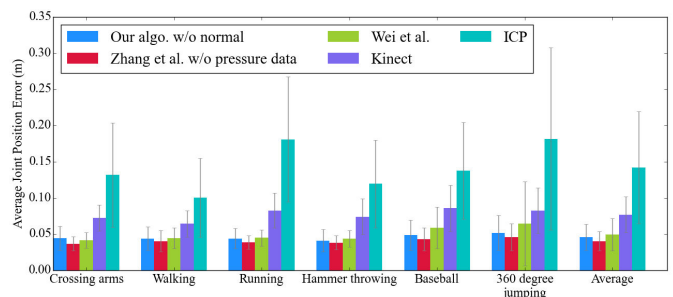 0.35
0.30
0.25
0.20
0.15
0.10
0.05
0.00
Average Joint Position Error (m)
Our algo. w/o normal
Zhang et al. w/o pressure data
Wei et al.
Kinect
ICP
Crossing arms
Walking
Running
Hammer throwing
Baseball
360 degree
jumping
Average